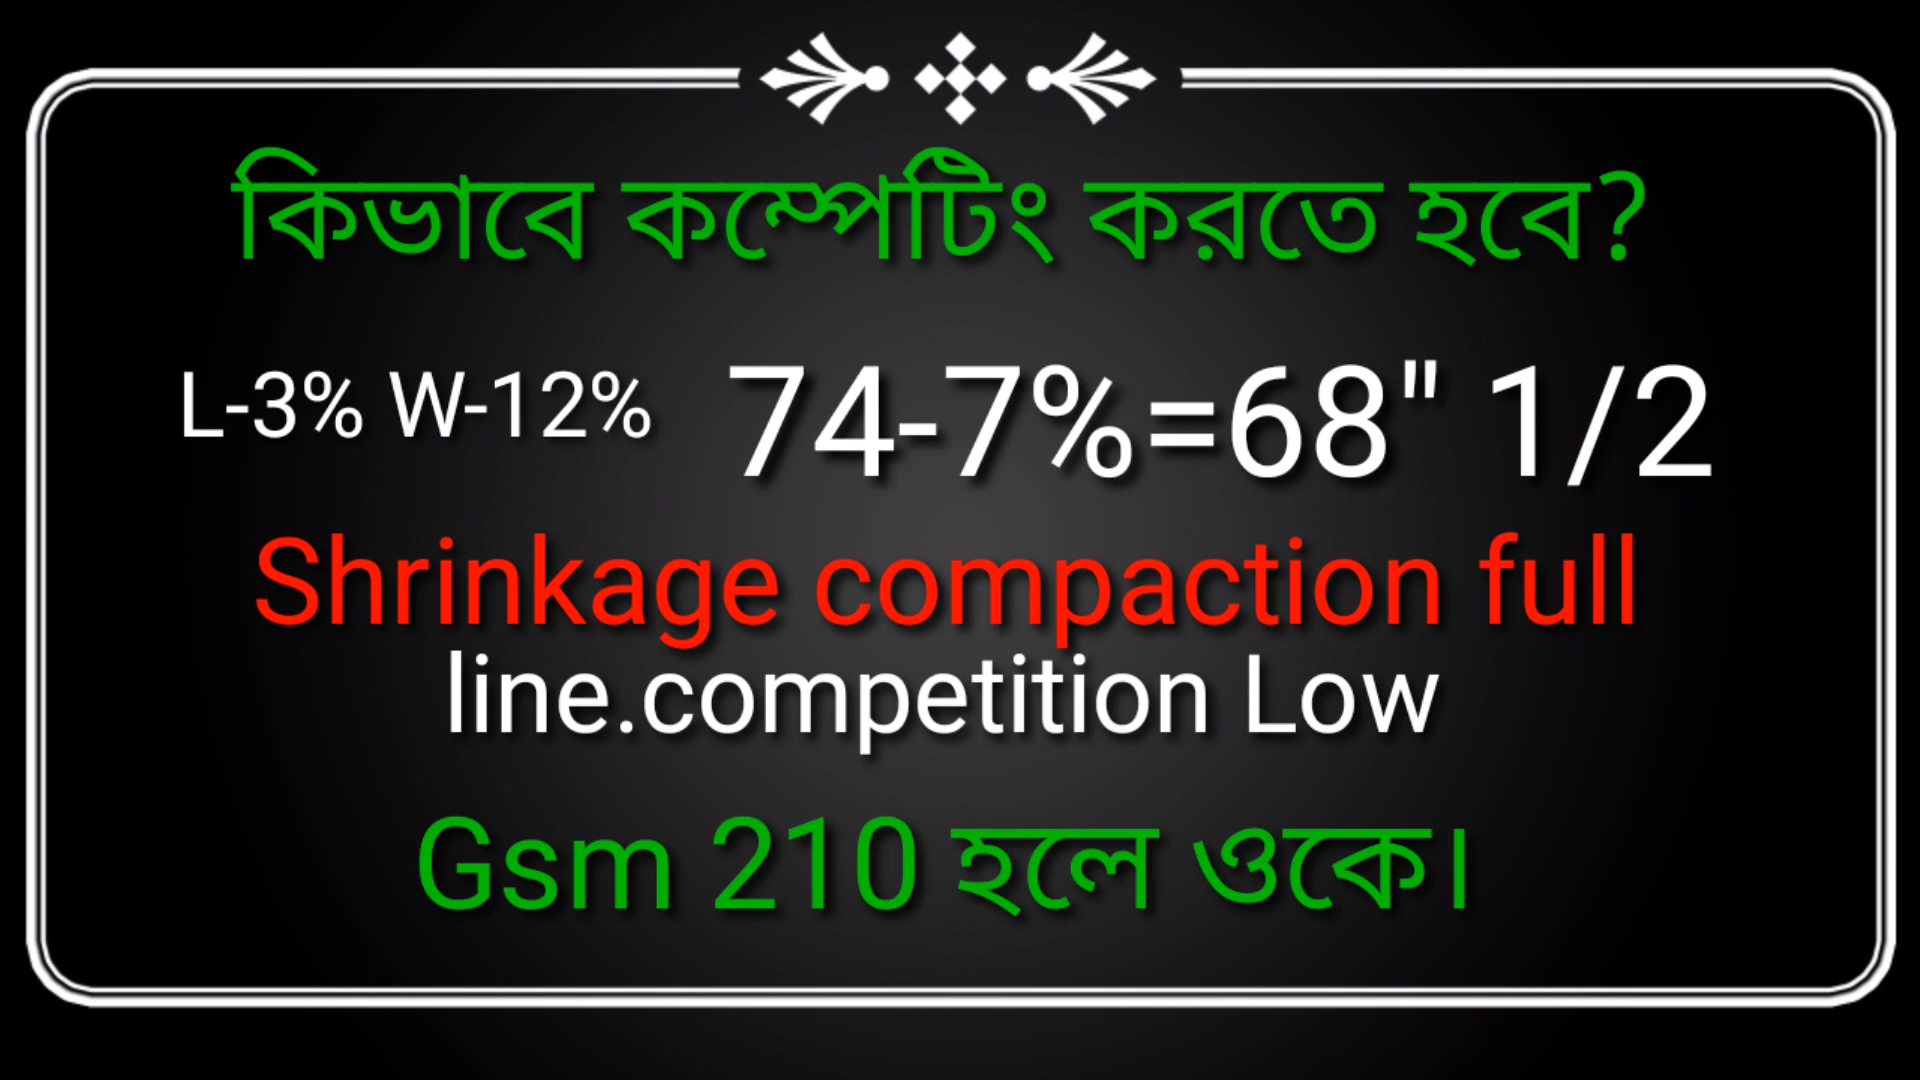 কিভাবে কম্পেটিং করতে হবে?
L-3% W-12% 74-7%=68" 1/2
Shrinkage compaction full
line.competition Low
Gsm 210 হলে ওকে।